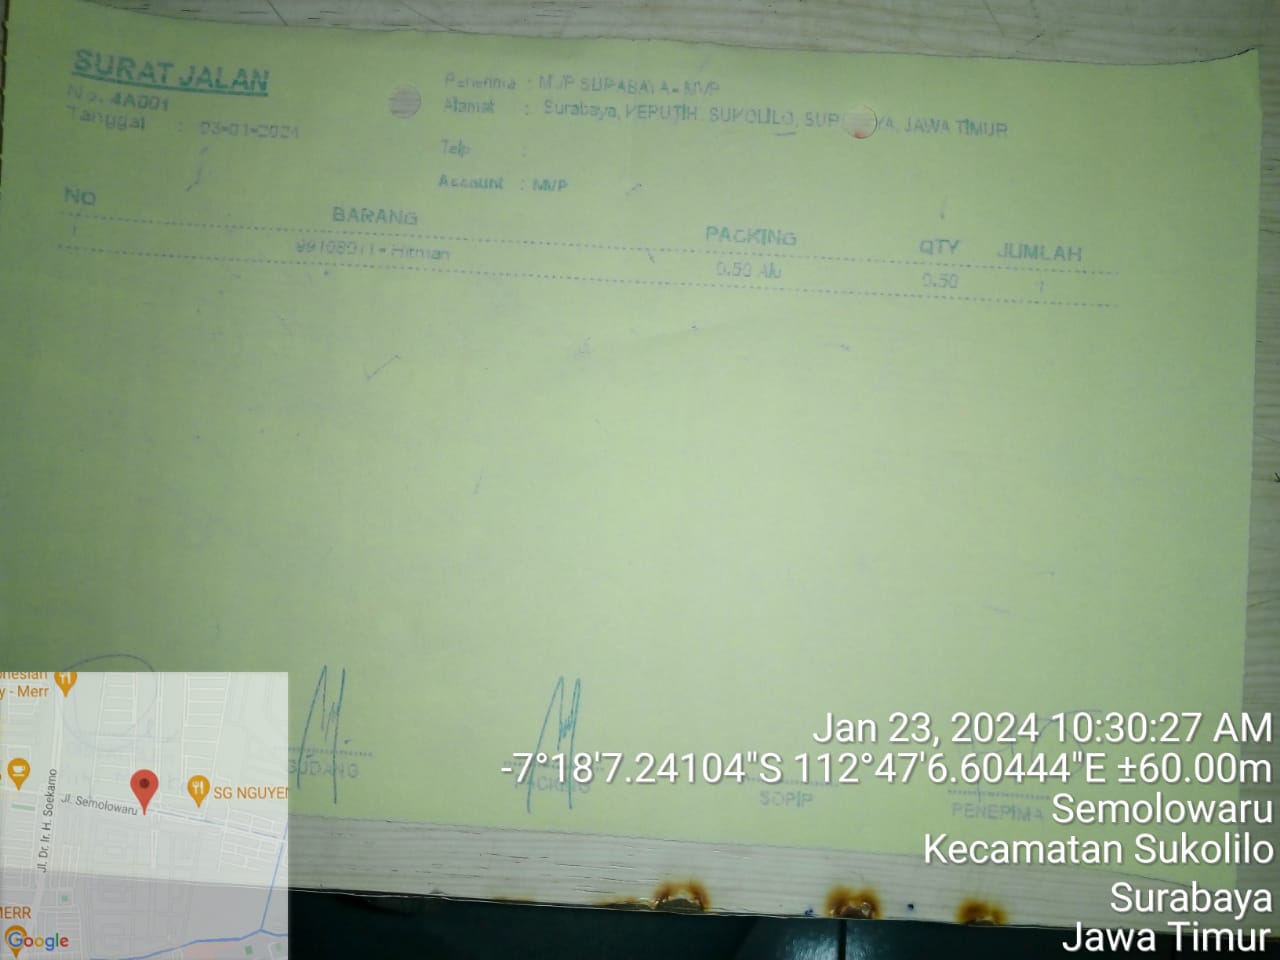 SURAT JALAN
No. 4A001
Tanggal : 03-01-2024
Penerima : MVP SURABAYA - MVP
Alamat : Surabaya, KEPUTIH, SUKOLILO, SUR YA, JAWA TIMUR
Telp :
Account : MVP
NO BARANG PACKING QTY JUMLAH
1 99108011 - Hitman 0.50 Alu 0.50 1
GUDANG
PACKING
SOPIR
PENERIMA
Jan 23, 2024 10:30:27 AM
-7°18'7.24104"S 112°47'6.60444"E ±60.00m
Semolowaru
Kecamatan Sukolilo
Surabaya
Jawa Timur
onesian
y - Merr
Jl. Dr. Ir. H. Soekarno
Jl. Semolowaru
SG NGUYEN
MERR
Google